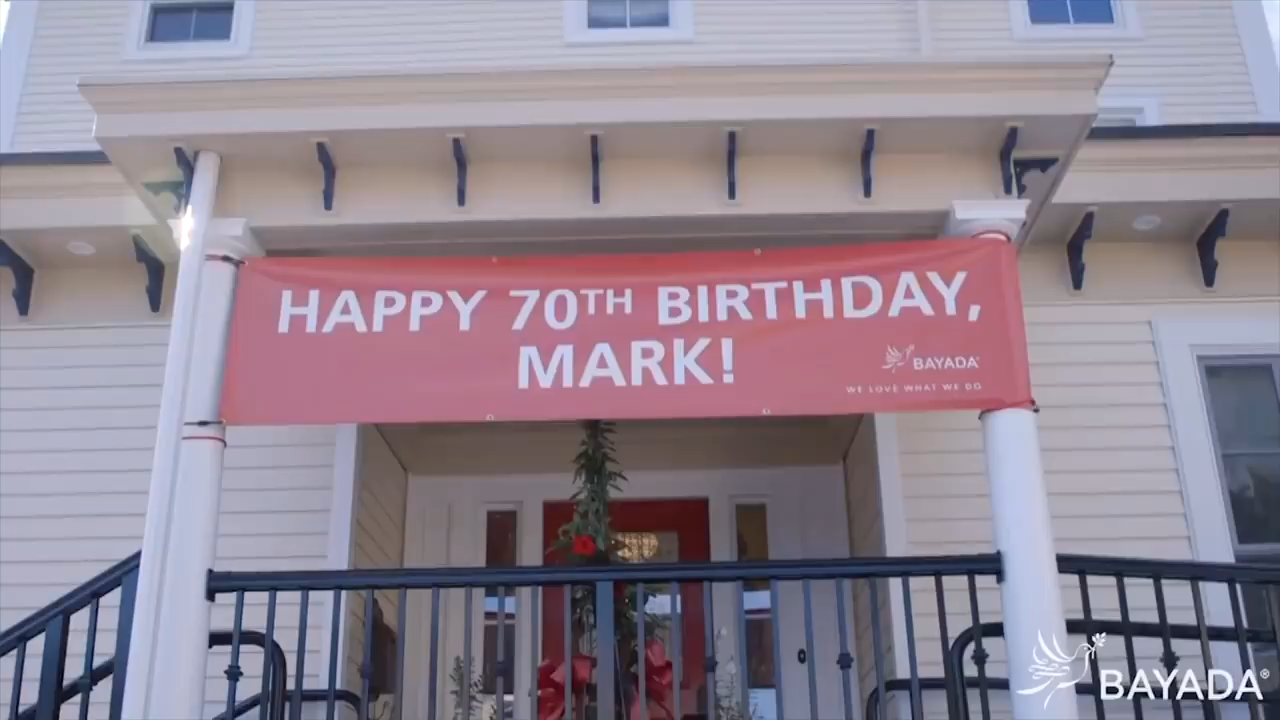 HAPPY 70TH BIRTHDAY,
MARK!
BAYADA
WE LOVE WHAT WE DO
BAYADA®